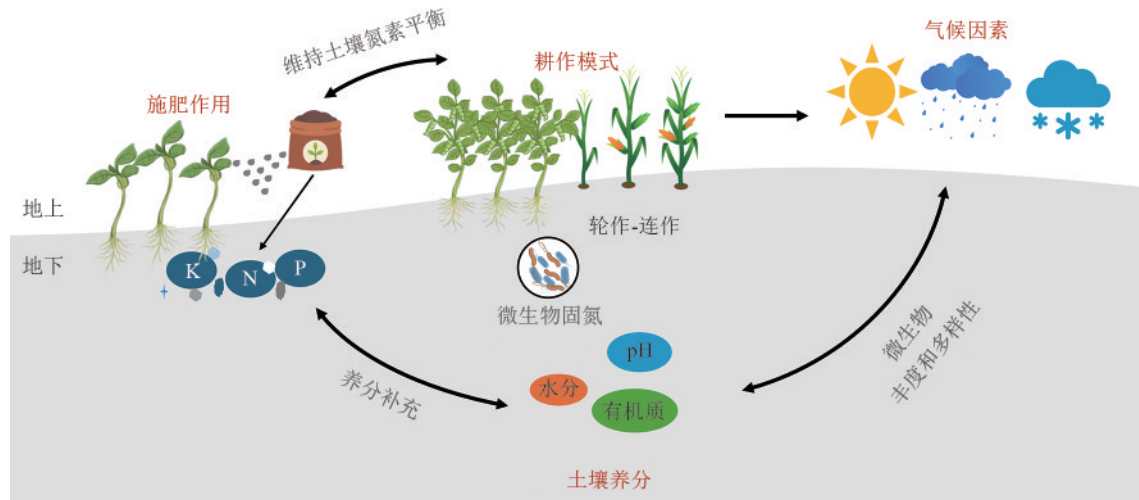 维持土壤氮素平衡
施肥作用
耕作模式
气候因素
地上
地下
K
N
P
轮作-连作
微生物固氮
养分补充
pH
水分
有机质
微生物
丰度和多样性
土壤养分